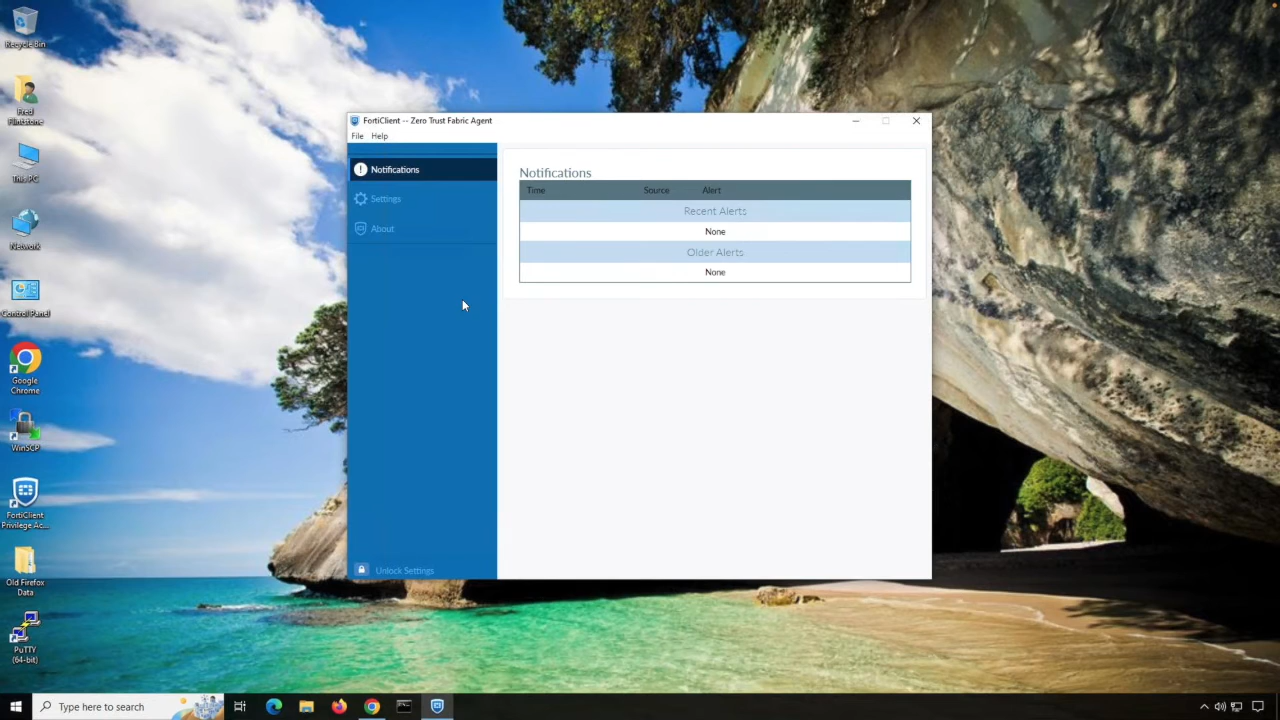 Recycle Bin
Fred
Flintstone
This PC
Network
Control Panel
Google
Chrome
WinSCP
FortiClient
Privilege Ac...
Old Firefox
Data
PuTTY
(64-bit)
FortiClient -- Zero Trust Fabric Agent
File Help
Notifications
Settings
About
Unlock Settings
Notifications
Time Source Alert
Recent Alerts
None
Older Alerts
None
Type here to search